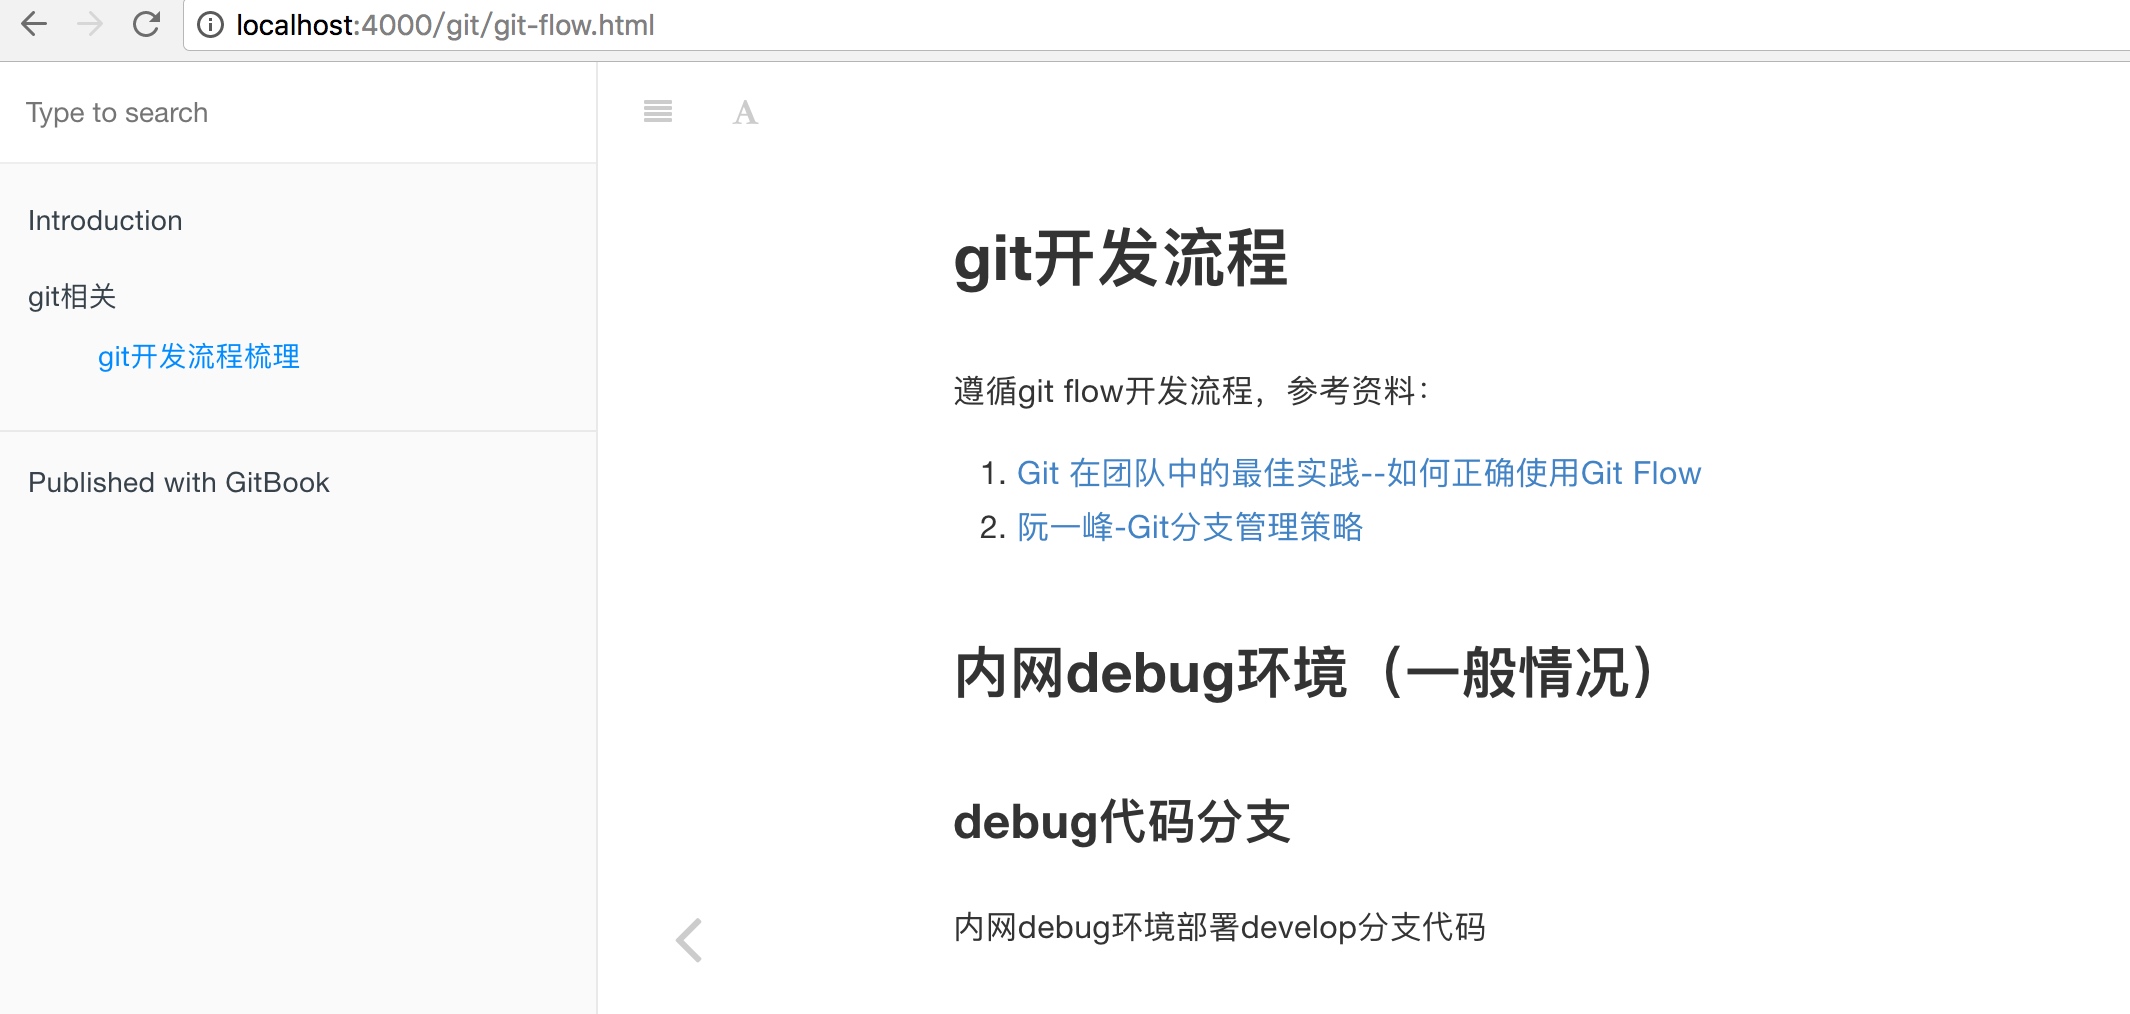 localhost:4000/git/git-flow.html
Type to search
A
Introduction
git相关
git开发流程梳理
Published with GitBook
git开发流程
遵循git flow开发流程，参考资料：
1. Git 在团队中的最佳实践--如何正确使用Git Flow
2. 阮一峰-Git分支管理策略
内网debug环境（一般情况）
debug代码分支
内网debug环境部署develop分支代码